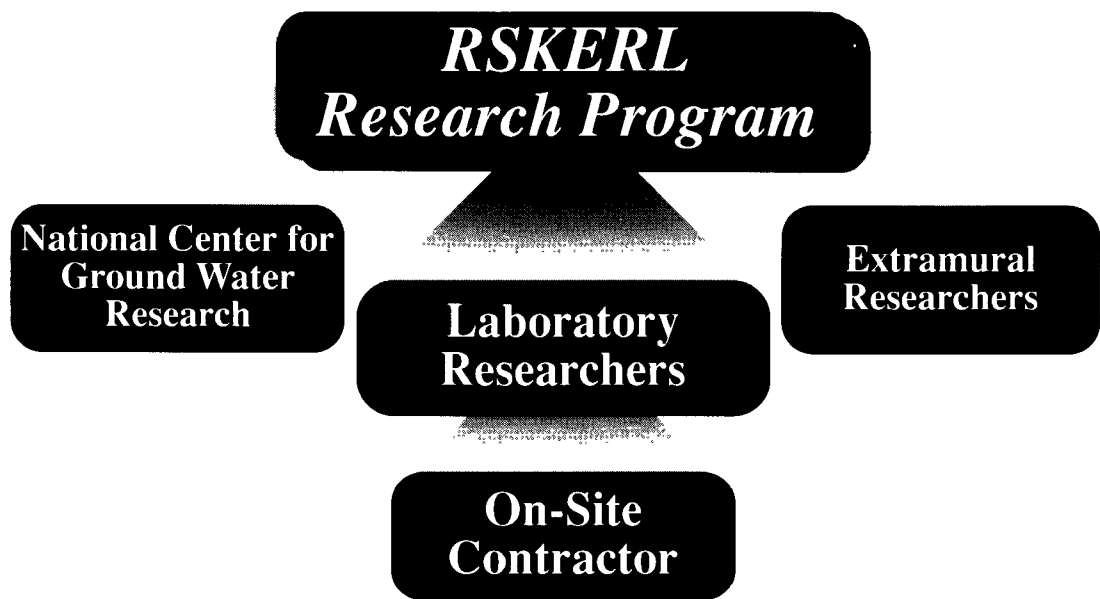 RSKERL
Research Program
National Center for
Ground Water
Research
Laboratory
Researchers
Extramural
Researchers
On-Site
Contractor